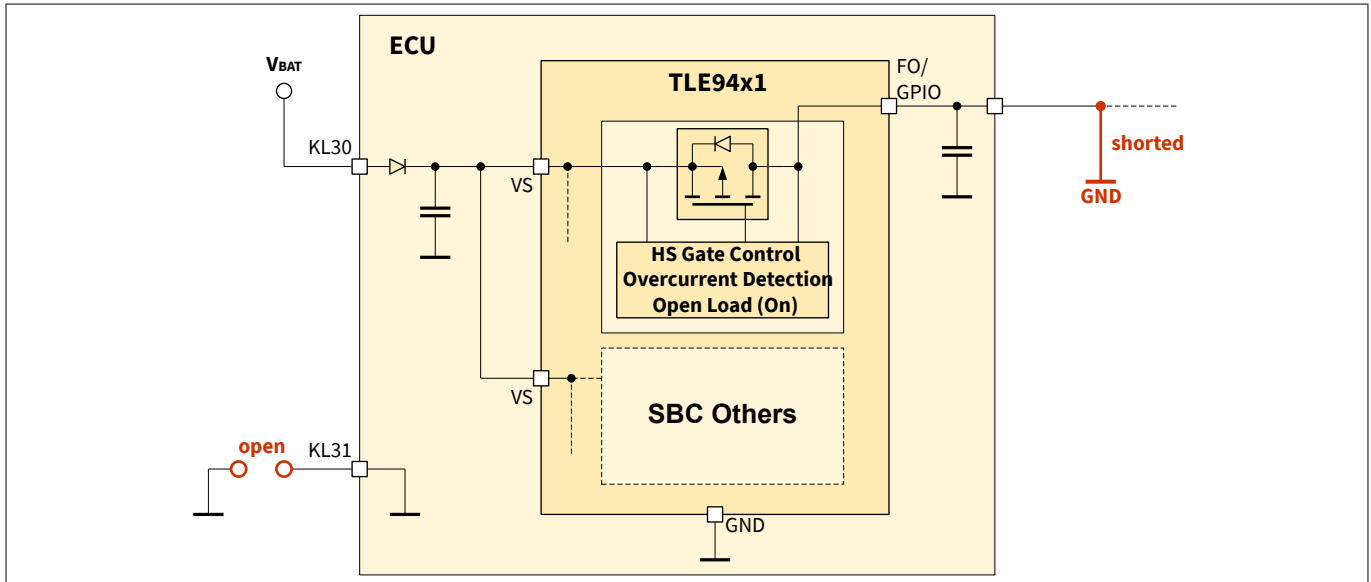 ECU
VBAT
TLE94x1
FO/
GPIO
KL30
VS
shorted
GND
HS Gate Control
Overcurrent Detection
Open Load (On)
VS
SBC Others
open
KL31
GND